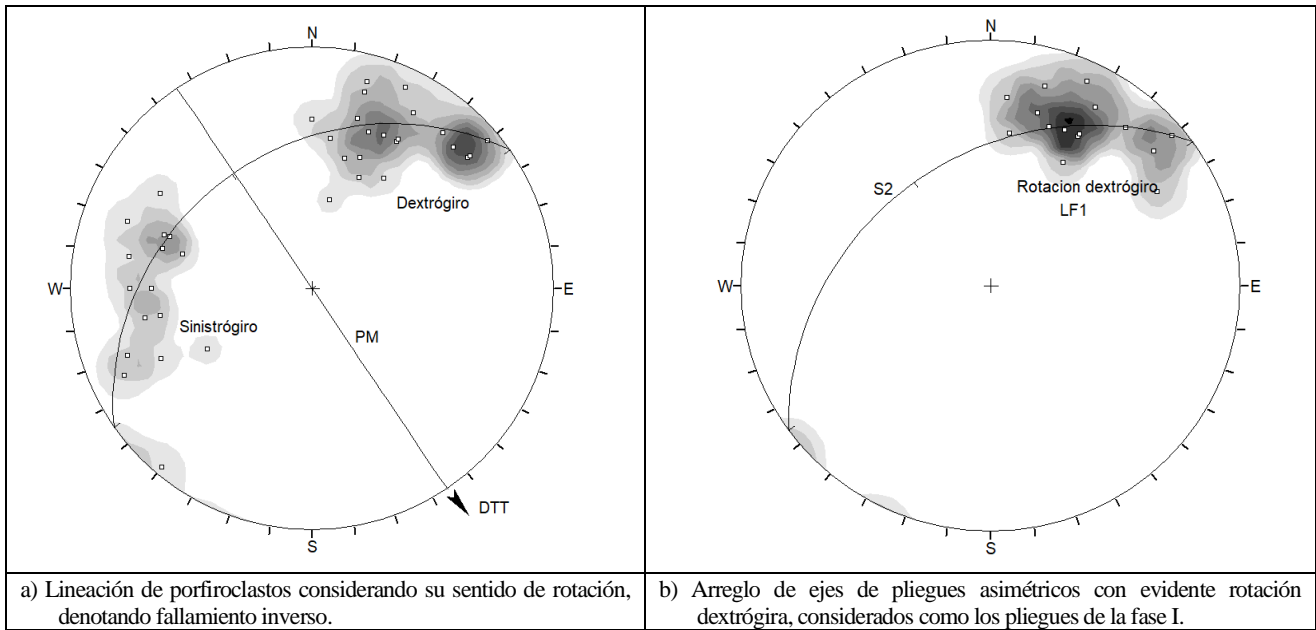 N
Dextrógiro
W
E
Sinistrógiro
PM
DTT
S
N
S2
Rotacion dextrógiro
LF1
W
E
S
a) Lineación de porfiroclastos considerando su sentido de rotación,
denotando fallamiento inverso.
b) Arreglo de ejes de pliegues asimétricos con evidente rotación
dextrógira, considerados como los pliegues de la fase I.